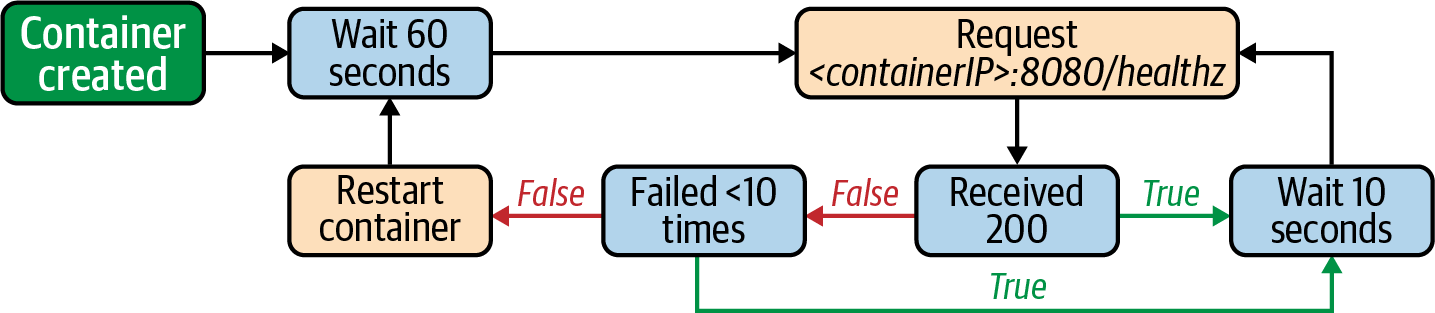 Container
created
Wait 60
seconds
Request
<containerIP>:8080/healthz
Restart
container
False
Failed <10
times
False
Received
200
True
Wait 10
seconds
True